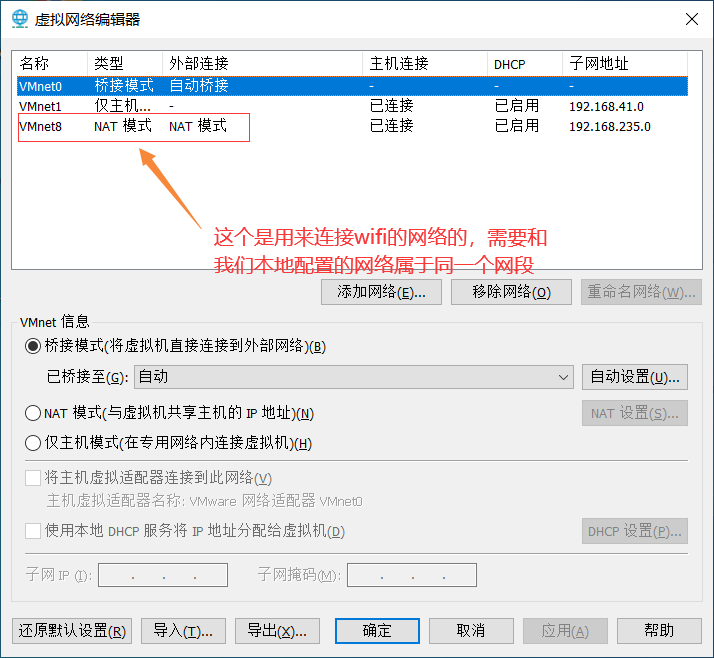 虚拟网络编辑器
名称 类型 外部连接 主机连接 DHCP 子网地址
VMnet0 桥接模式 自动桥接 - - -
VMnet1 仅主机... - 已连接 已启用 192.168.41.0
VMnet8 NAT 模式 NAT 模式 已连接 已启用 192.168.235.0
这个是用来连接wifi的网络的，需要和
我们本地配置的网络属于同一个网段
添加网络(E)... 移除网络(O) 重命名网络(W)...
VMnet 信息
桥接模式(将虚拟机直接连接到外部网络)(B)
已桥接至(G): 自动 自动设置(U)...
NAT 模式(与虚拟机共享主机的 IP 地址)(N) NAT 设置(S)...
仅主机模式(在专用网络内连接虚拟机)(H)
将主机虚拟适配器连接到此网络(V)
主机虚拟适配器名称: VMware 网络适配器 VMnet0
使用本地 DHCP 服务将 IP 地址分配给虚拟机(D) DHCP 设置(P)...
子网 IP (I): . . . 子网掩码(M): . . .
还原默认设置(R) 导入(T)... 导出(X)... 确定 取消 应用(A) 帮助